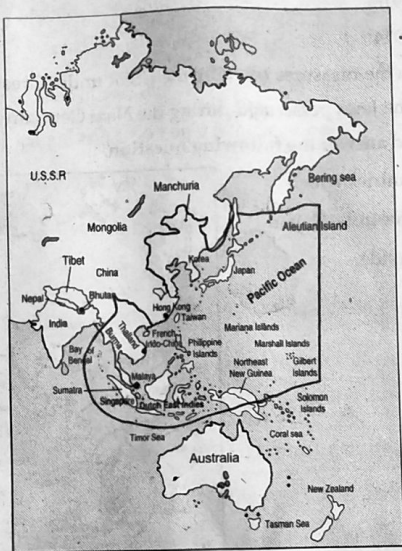 U.S.S.R
Bering sea
Manchuria
Mongolia
Aleutian Island
Korea
Japan
Tibet
China
Pacific Ocean
Nepal
Bhutan
Hong Kong
Taiwan
India
Burma
Thailand
French
Indo-China
Philippine
Islands
Mariana Islands
Marshall Islands
Bay of
Bengal
Gilbert
Islands
Northeast
New Guinea
Malaya
Sumatra
Singapore
Dutch East Indies
Solomon
Islands
Timor Sea
Coral sea
Australia
New Zealand
Tasman Sea